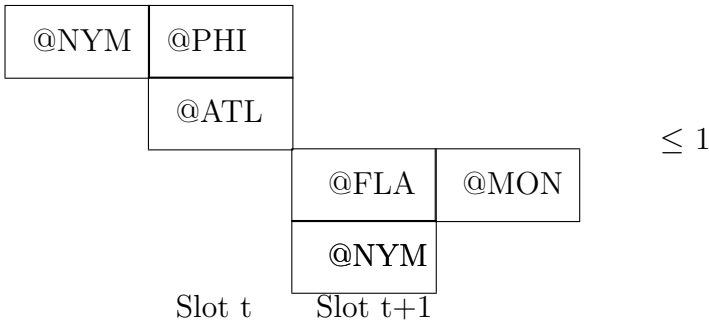 @NYM @PHI
@ATL
≤ 1
@FLA @MON
@NYM
Slot t Slot t+1